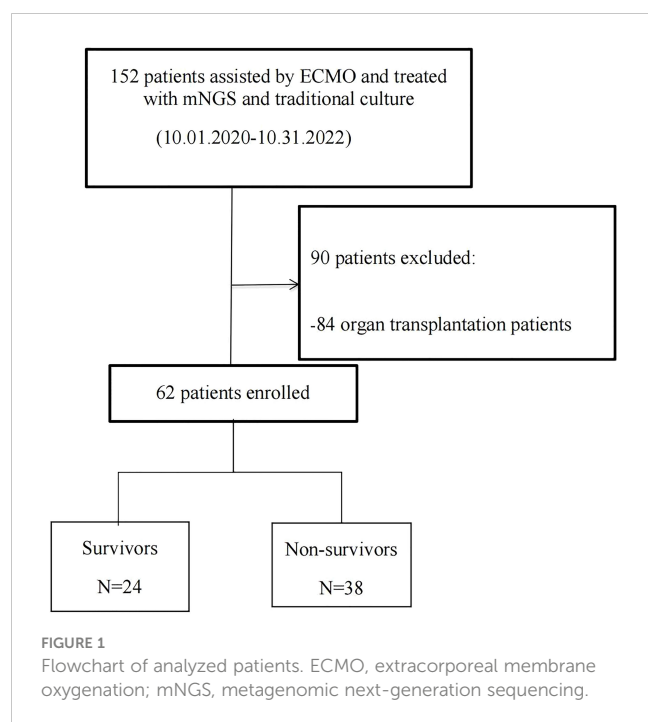 152 patients assisted by ECMO and treated
with mNGS and traditional culture
(10.01.2020-10.31.2022)
90 patients excluded:
-84 organ transplantation patients
62 patients enrolled
Survivors
N=24
Non-survivors
N=38
FIGURE 1
Flowchart of analyzed patients. ECMO, extracorporeal membrane
oxygenation; mNGS, metagenomic next-generation sequencing.